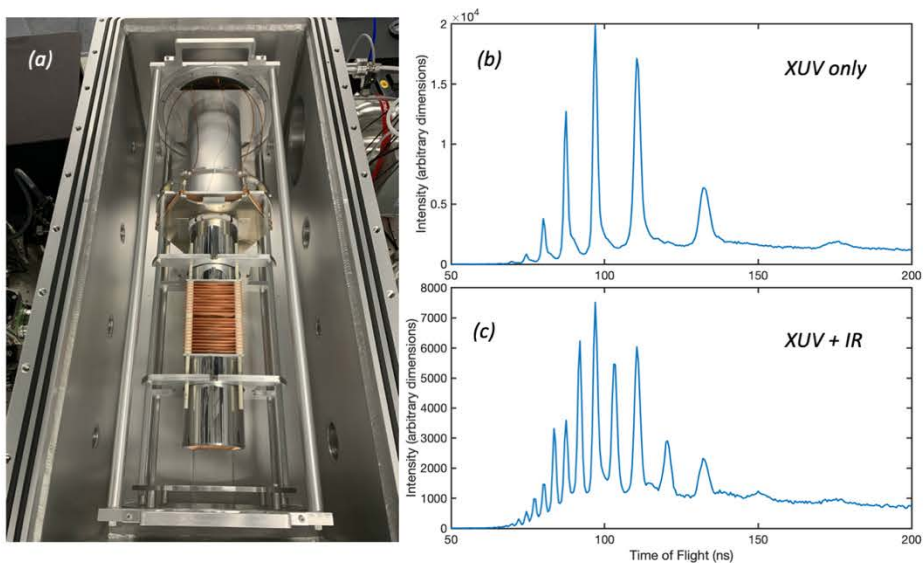 (a)
×10⁴
(b)
XUV only
Intensity (arbitrary dimensions)
2
1.5
1
0.5
0
50
100
150
200
(c)
XUV + IR
Intensity (arbitrary dimensions)
8000
7000
6000
5000
4000
3000
2000
1000
0
50
100
150
200
Time of Flight (ns)